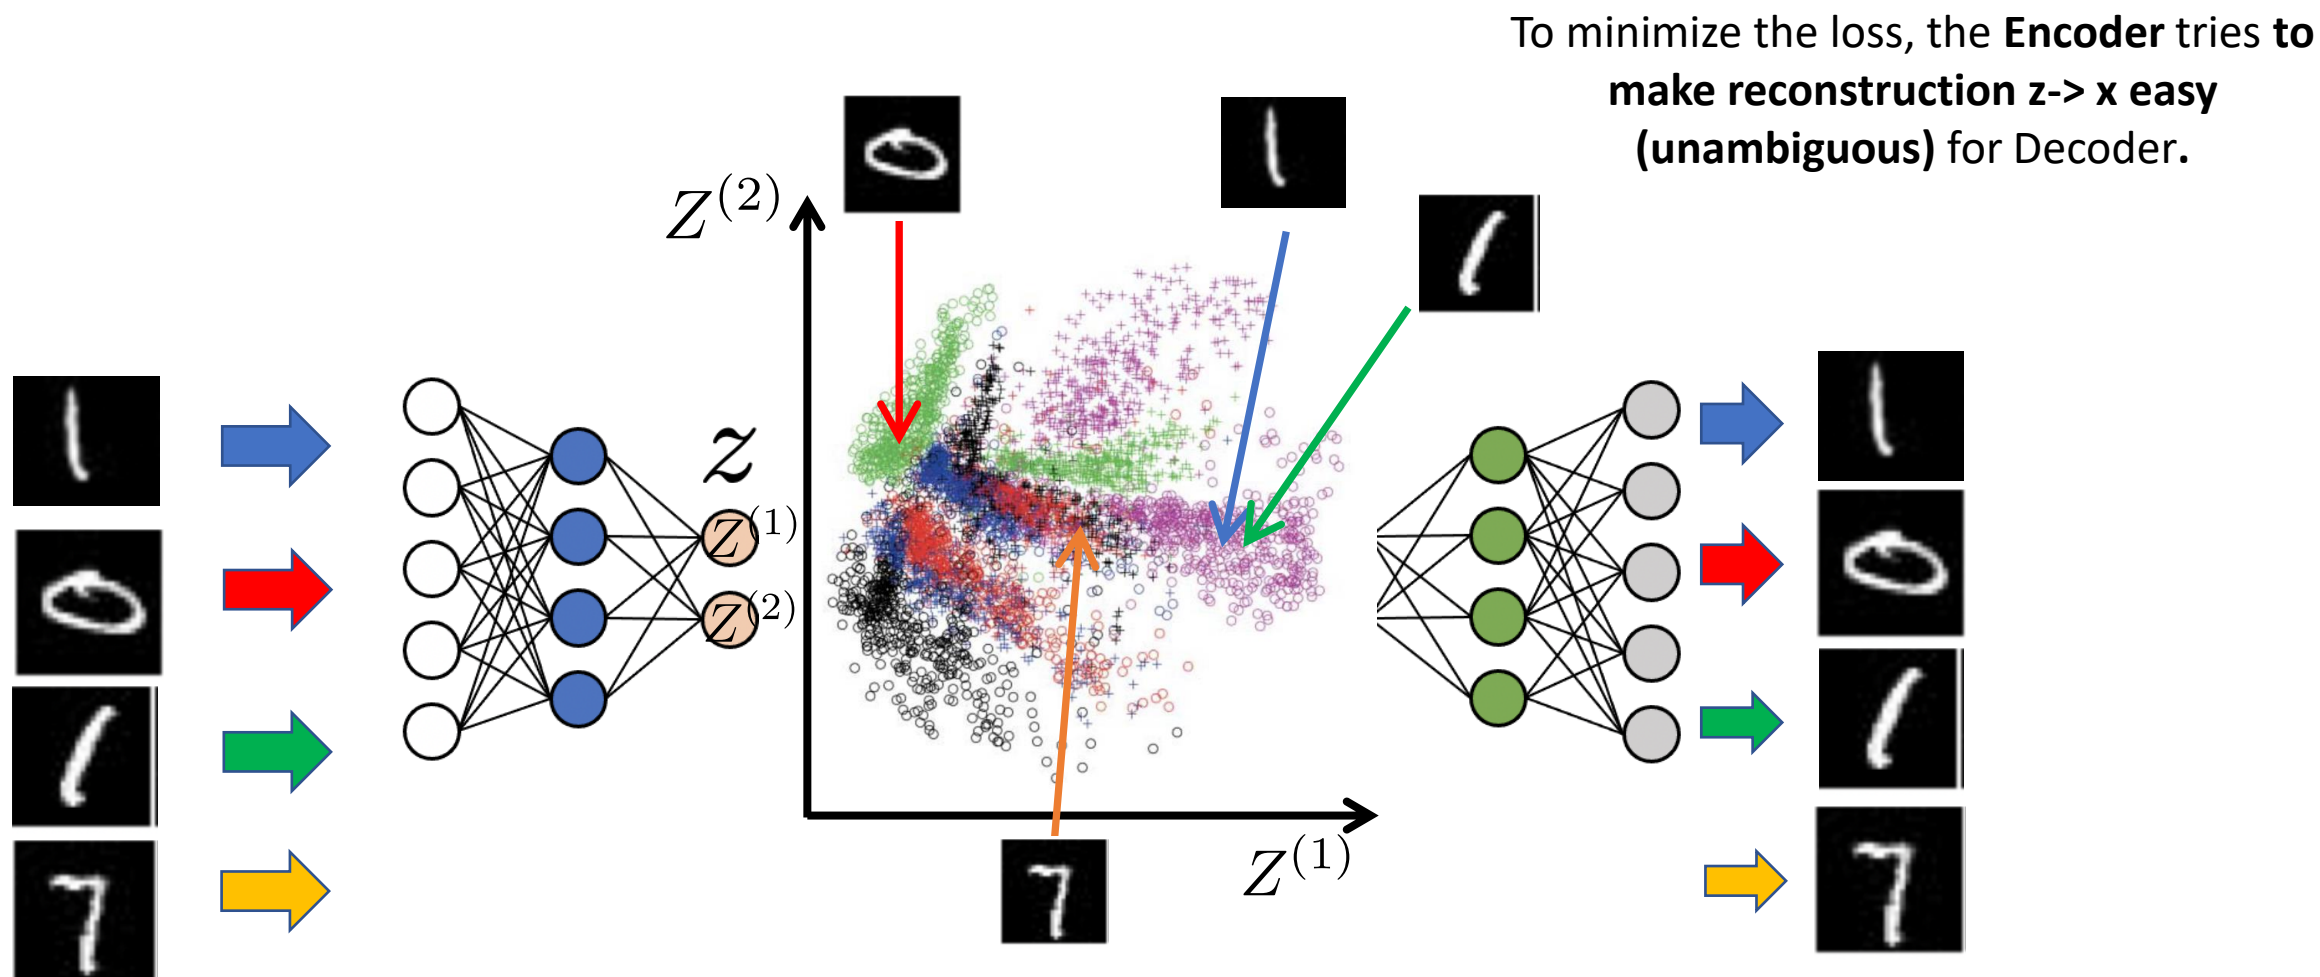 To minimize the loss, the Encoder tries to
make reconstruction z-> x easy
(unambiguous) for Decoder.
Z^(2)
z
z^(1)
z^(2)
Z^(1)